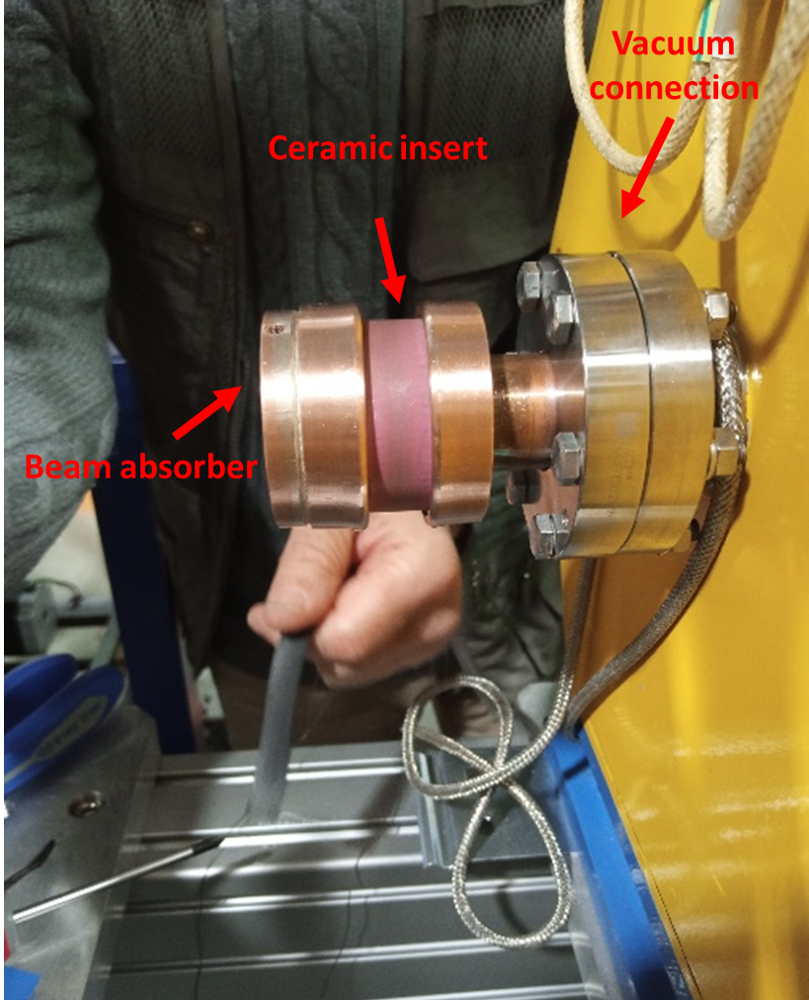 Vacuum
connection
Ceramic insert
Beam absorber